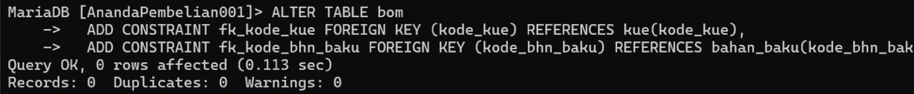 MariaDB [AnandaPembelian001]> ALTER TABLE bom
    ->   ADD CONSTRAINT fk_kode_kue FOREIGN KEY (kode_kue) REFERENCES kue(kode_kue),
    ->   ADD CONSTRAINT fk_kode_bhn_baku FOREIGN KEY (kode_bhn_baku) REFERENCES bahan_baku(kode_bhn_bak
Query OK, 0 rows affected (0.113 sec)
Records: 0  Duplicates: 0  Warnings: 0